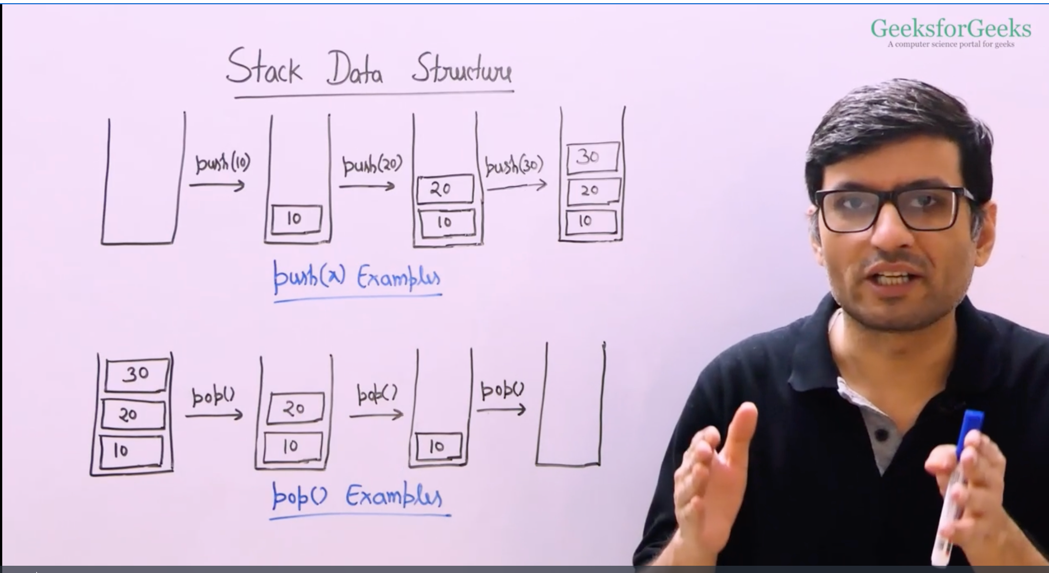 GeeksforGeeks
A computer science portal for geeks
Stack Data Structure
push(10)
push(20)
push(30)
10
20
10
30
20
10
push(x) Examples
30
20
10
pop()
20
10
pop()
10
pop()
pop() Examples